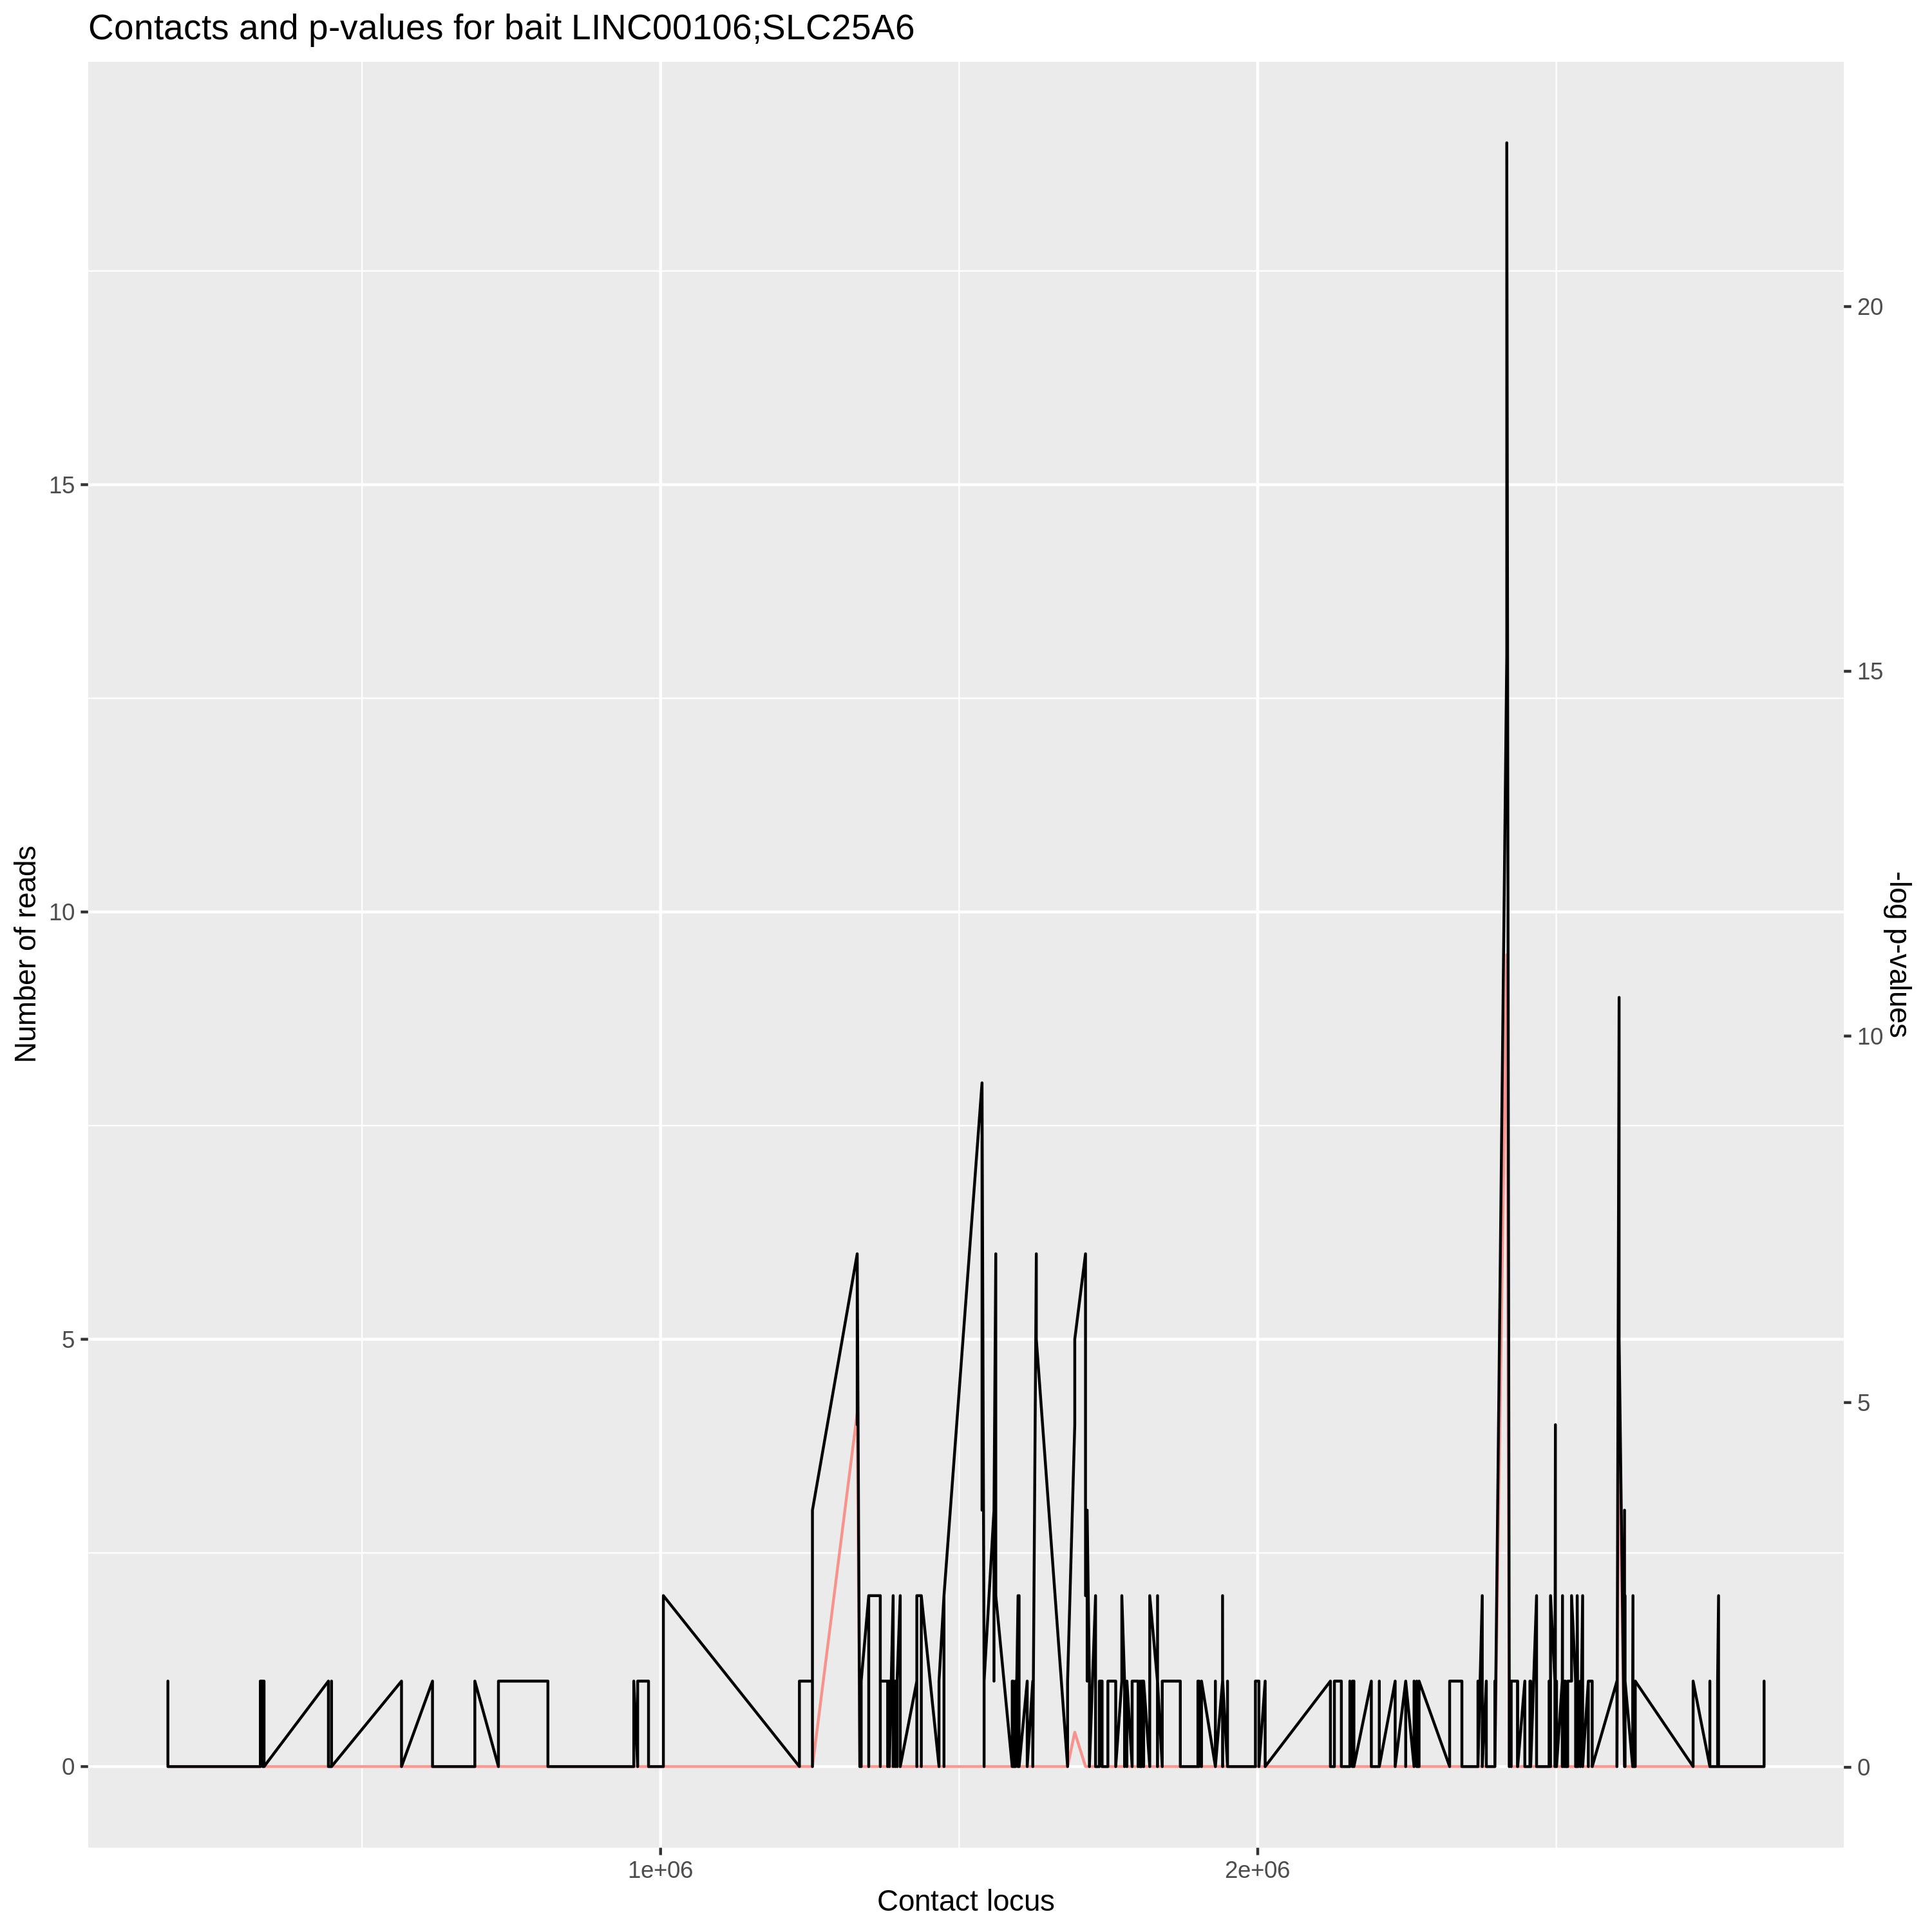 Contacts and p-values for bait LINC00106;SLC25A6
Number of reads
15
10
5
0
20
15
10
5
0
-log p-values
1e+06
2e+06
Contact locus